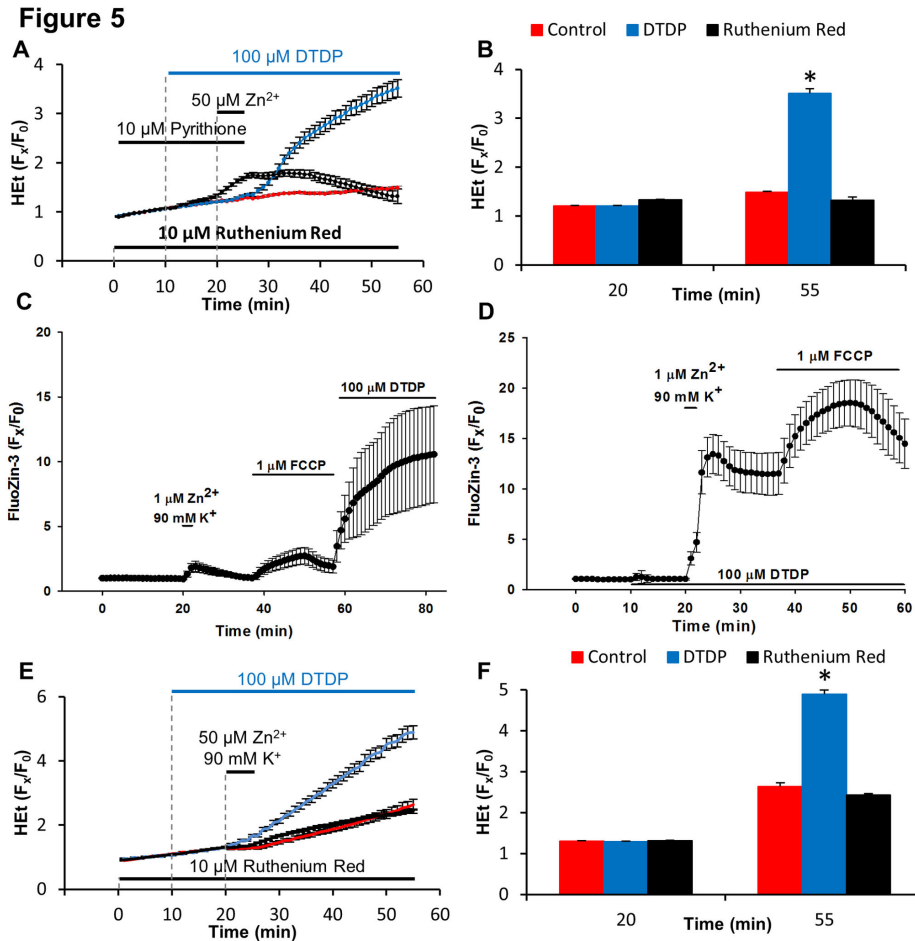 Figure 5
A
100 µM DTDP
50 µM Zn²⁺
10 µM Pyrithione
10 µM Ruthenium Red
HEt (Fₓ/F₀)
4
3
2
1
0
0 10 20 30 40 50 60
Time (min)
B
Control DTDP Ruthenium Red
*
HEt (Fₓ/F₀)
4
3
2
1
0
20 Time (min) 55
C
100 µM DTDP
1 µM FCCP
1 µM Zn²⁺
90 mM K⁺
FluoZin-3 (Fₓ/F₀)
20
15
10
5
0
0 20 40 60 80
Time (min)
D
1 µM FCCP
1 µM Zn²⁺
90 mM K⁺
100 µM DTDP
FluoZin-3 (Fₓ/F₀)
25
20
15
10
5
0
0 10 20 30 40 50 60
Time (min)
E
100 µM DTDP
50 µM Zn²⁺
90 mM K⁺
10 µM Ruthenium Red
HEt (Fₓ/F₀)
6
4
2
0
0 10 20 30 40 50 60
Time (min)
Control DTDP Ruthenium Red
F
*
HEt (Fₓ/F₀)
5
4
3
2
1
0
20 Time (min) 55